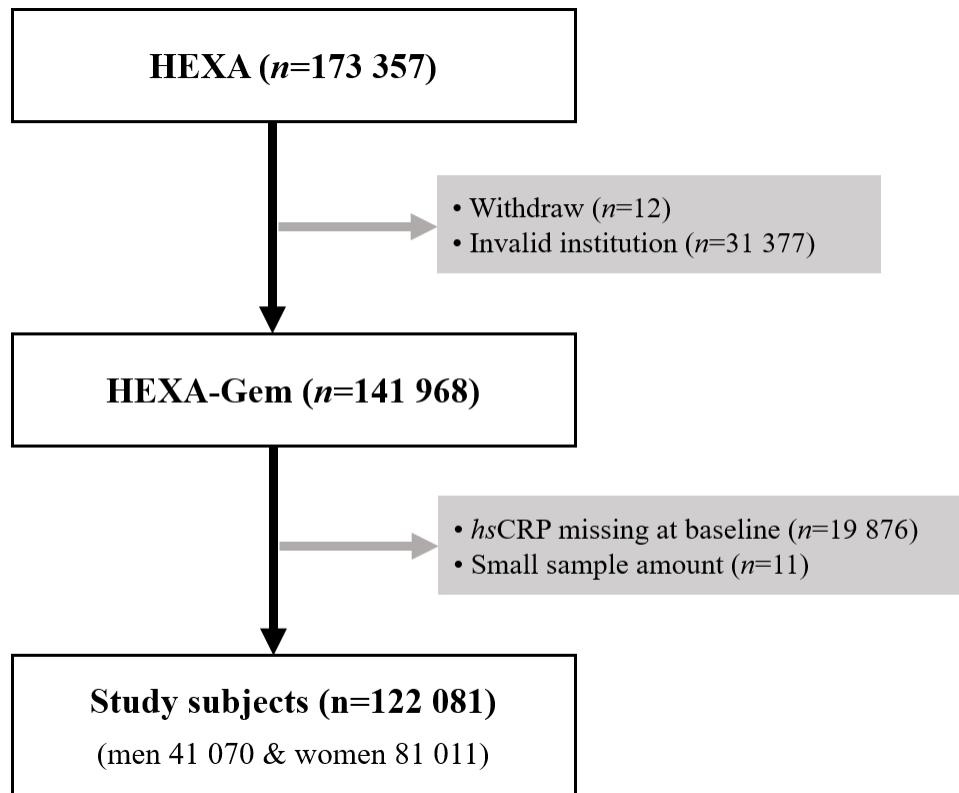 HEXA (n=173 357)
• Withdraw (n=12)
• Invalid institution (n=31 377)
HEXA-Gem (n=141 968)
• hsCRP missing at baseline (n=19 876)
• Small sample amount (n=11)
Study subjects (n=122 081)
(men 41 070 & women 81 011)